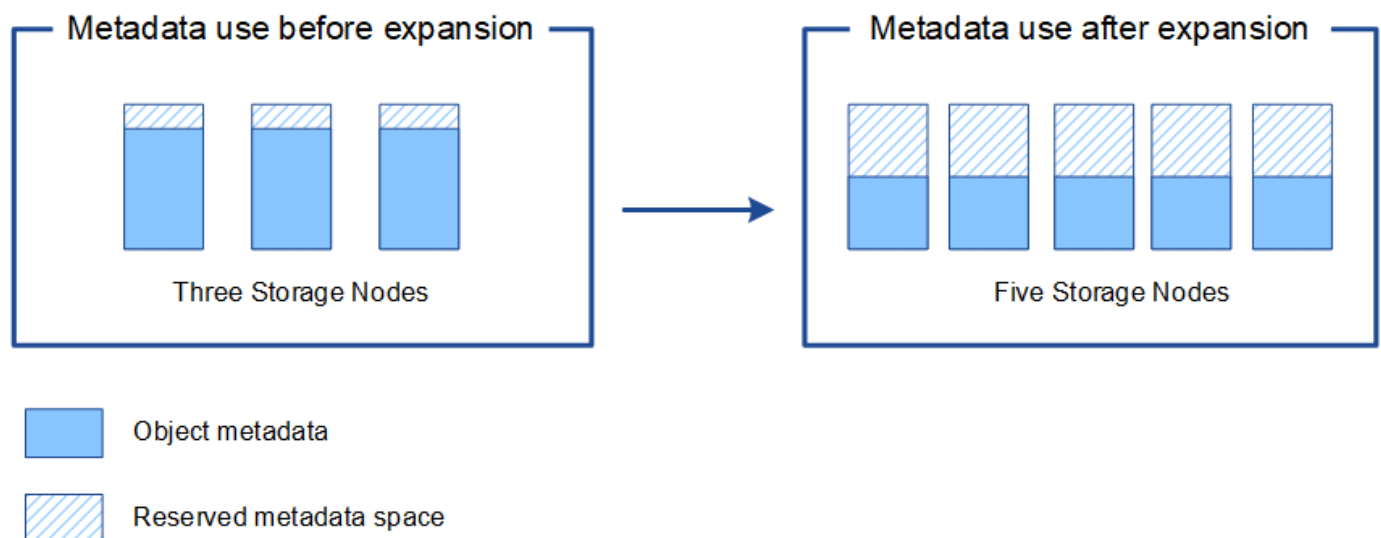 Metadata use before expansion
Metadata use after expansion
Three Storage Nodes
Five Storage Nodes
Object metadata
Reserved metadata space